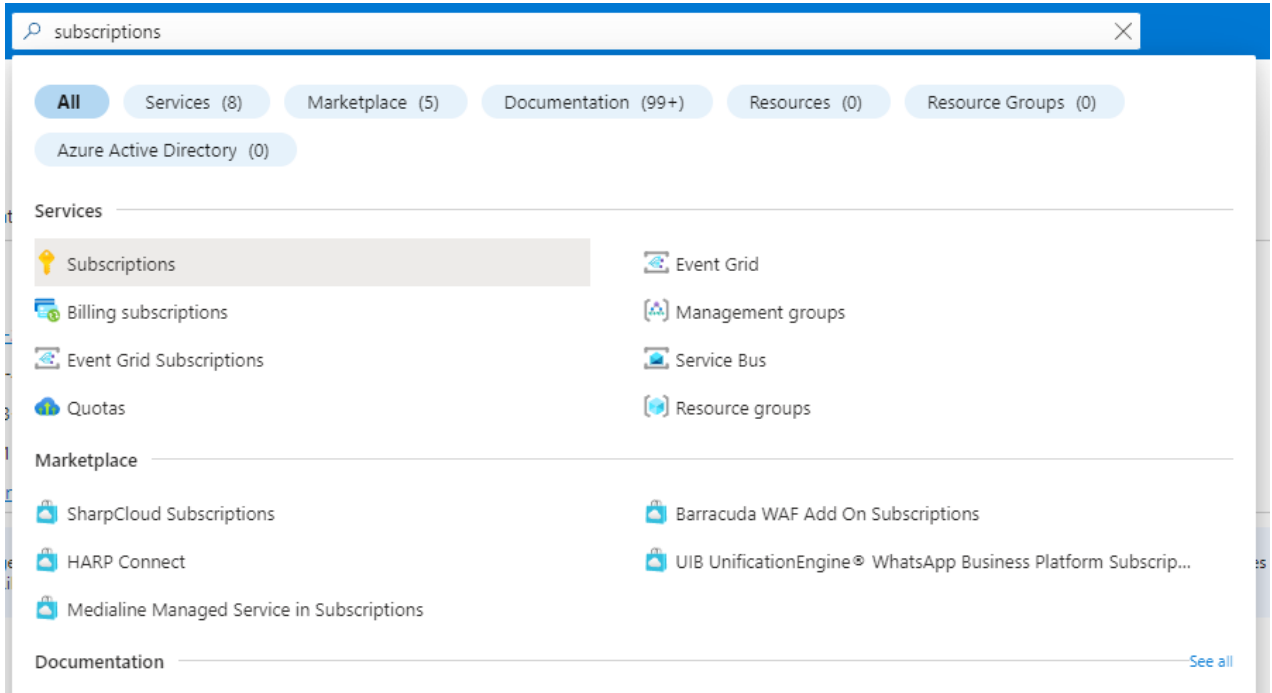 subscriptions
All Services (8) Marketplace (5) Documentation (99+) Resources (0) Resource Groups (0)
Azure Active Directory (0)
Services
Subscriptions
Event Grid
Billing subscriptions
Management groups
Event Grid Subscriptions
Service Bus
Quotas
Resource groups
Marketplace
SharpCloud Subscriptions
Barracuda WAF Add On Subscriptions
HARP Connect
UIB UnificationEngine® WhatsApp Business Platform Subscrip...
Medialine Managed Service in Subscriptions
Documentation
See all